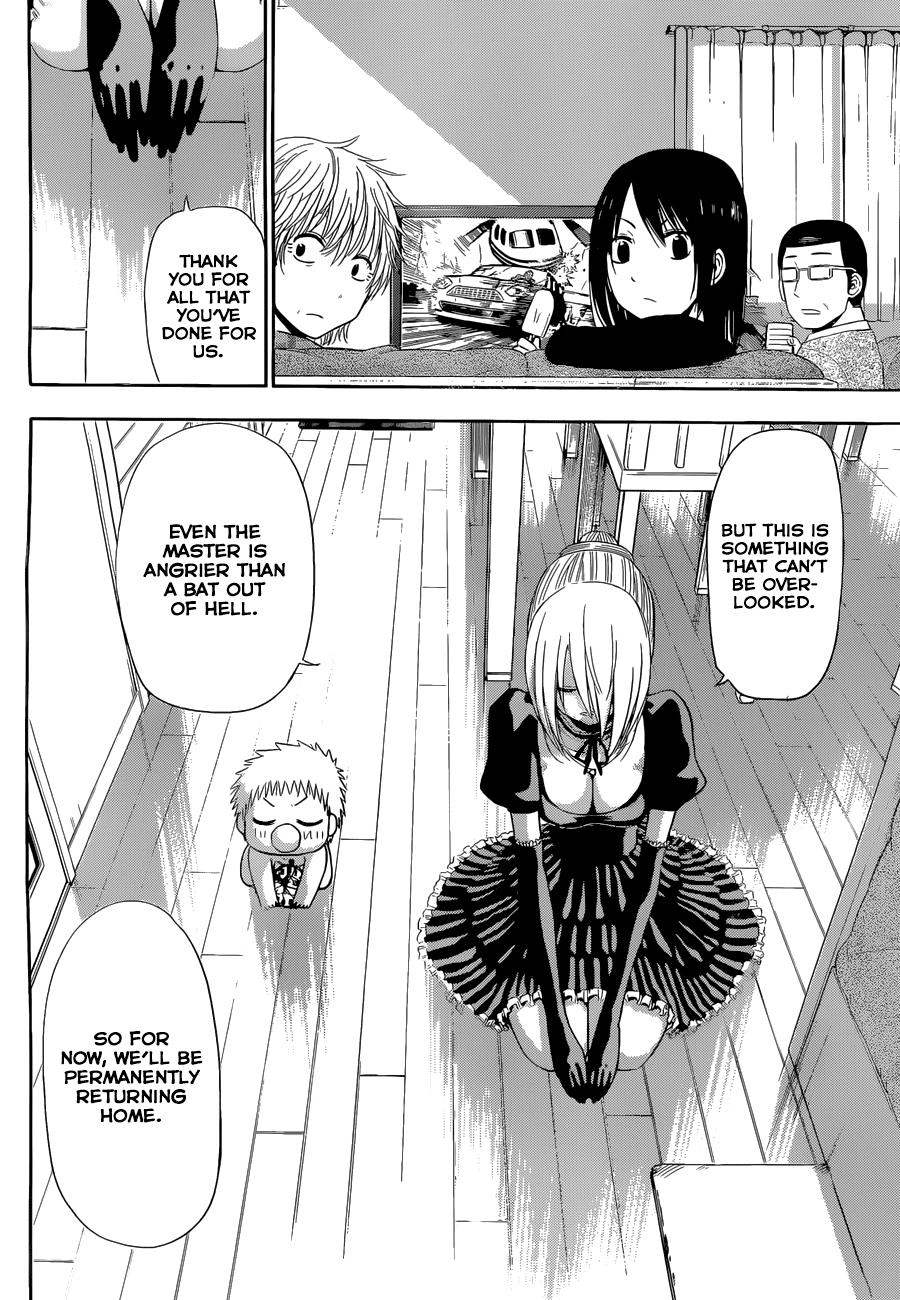 THANK
YOU FOR
ALL THAT
YOU'VE
DONE FOR
US.
BUT THIS IS
SOMETHING
THAT CAN'T
BE OVER-
LOOKED.
EVEN THE
MASTER IS
ANGRIER THAN
A BAT OUT
OF HELL.
SO FOR
NOW, WE'LL BE
PERMANENTLY
RETURNING
HOME.